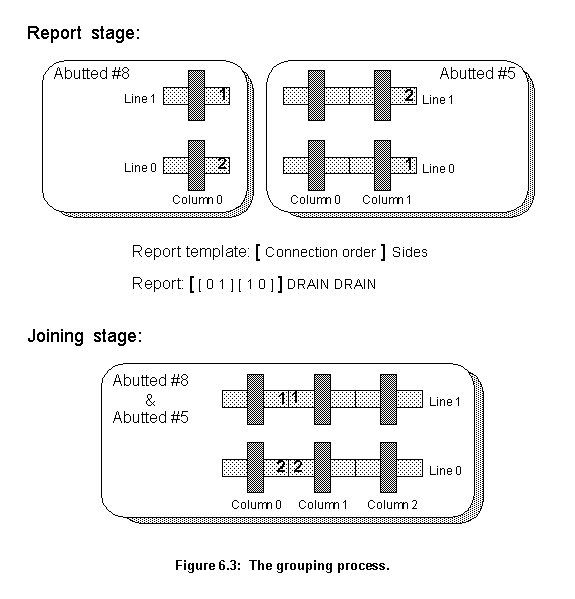 Report stage:
Abutted #8
Line 1
1
Line 0
2
Column 0
Abutted #5
2
Line 1
1
Line 0
Column 0
Column 1
Report template: [ Connection order ] Sides
Report: [ [ 0 1 ] [ 1 0 ] ] DRAIN DRAIN
Joining stage:
Abutted #8
&
Abutted #5
1 1
Line 1
2 2
Line 0
Column 0
Column 1
Column 2
Figure 6.3: The grouping process.